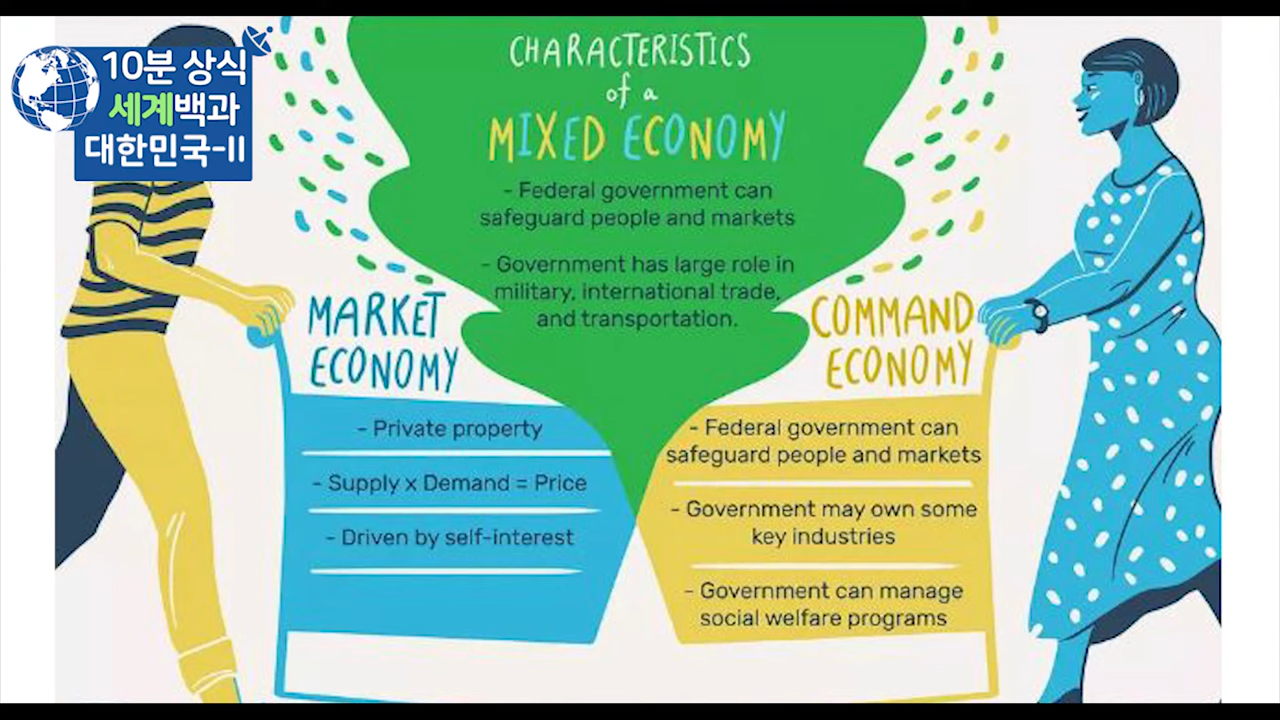 10분 상식
세계백과
대한민국-II
CHARACTERISTICS
of a
MIXED ECONOMY
- Federal government can
safeguard people and markets
- Government has large role in
military, international trade,
and transportation.
MARKET
ECONOMY
- Private property
- Supply x Demand = Price
- Driven by self-interest
COMMAND
ECONOMY
- Federal government can
safeguard people and markets
- Government may own some
key industries
- Government can manage
social welfare programs